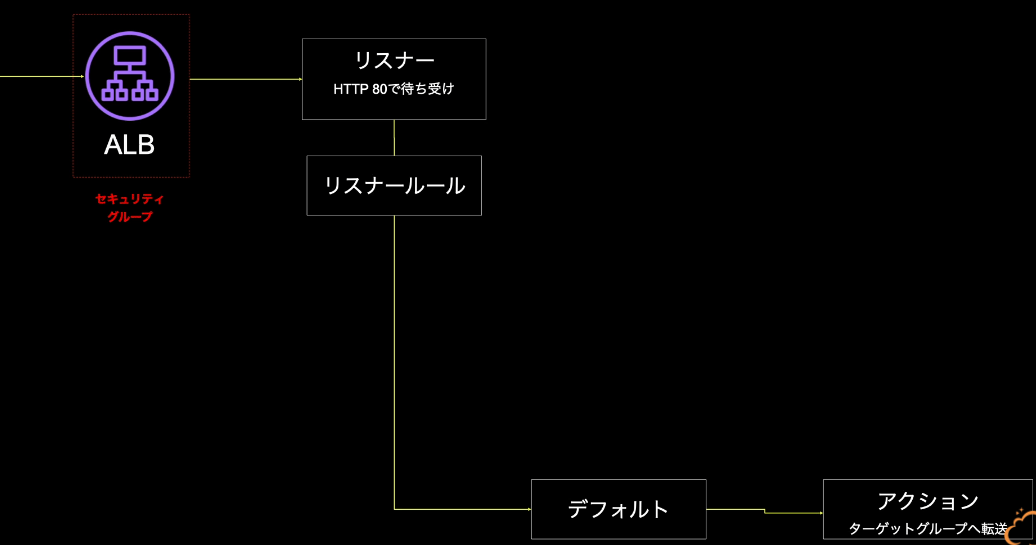 ALB
セキュリティ
グループ
リスナー
HTTP 80で待ち受け
リスナールール
デフォルト
アクション
ターゲットグループへ転送